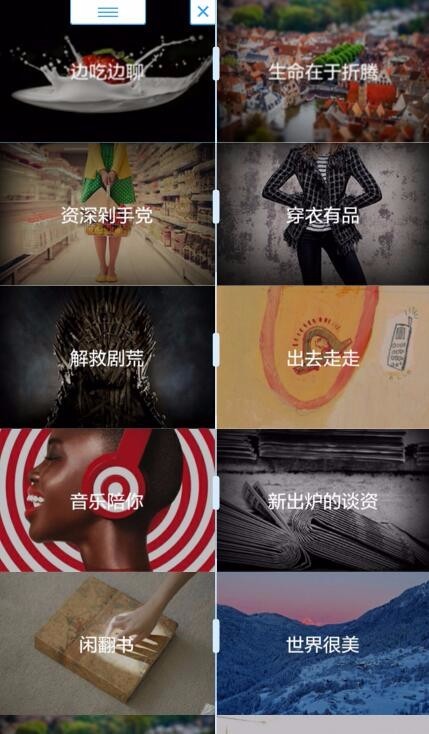 边吃边聊
生命在于折腾
资深剁手党
穿衣有品
解救剧荒
出去走走
音乐陪你
新出炉的谈资
闲翻书
世界很美